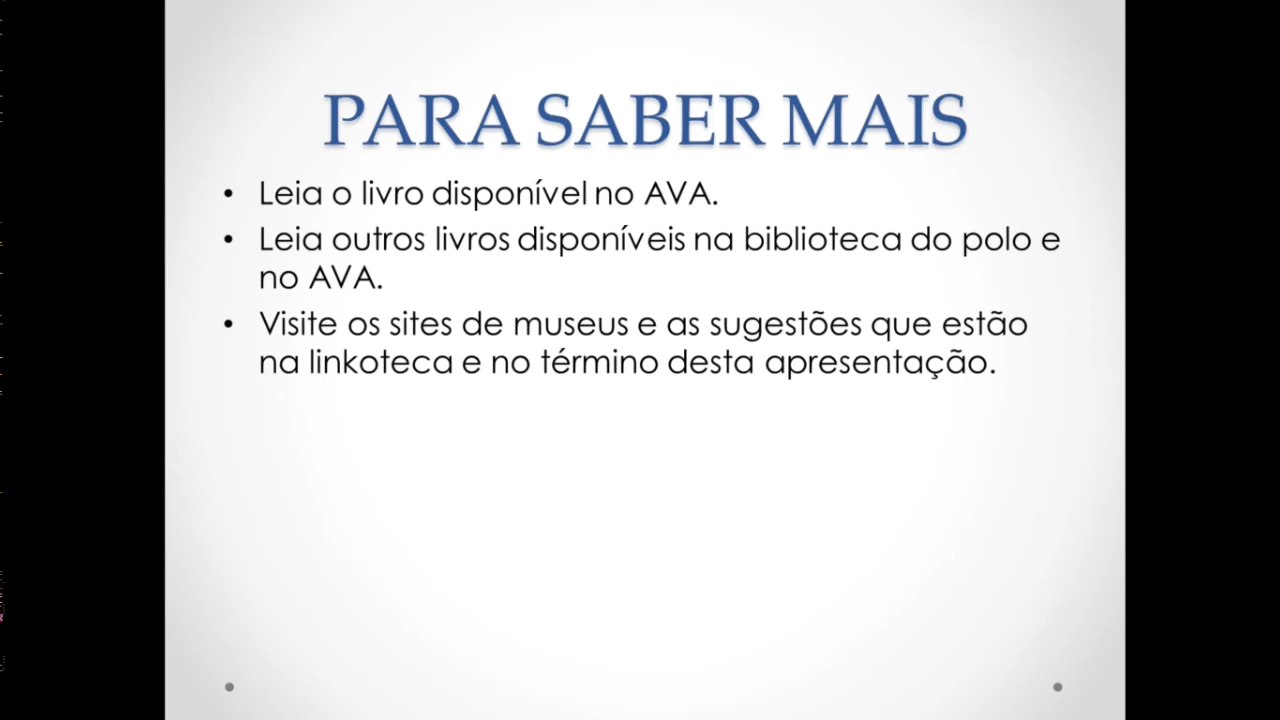 PARA SABER MAIS
• Leia o livro disponível no AVA.
• Leia outros livros disponíveis na biblioteca do polo e
no AVA.
• Visite os sites de museus e as sugestões que estão
na linkoteca e no término desta apresentação.